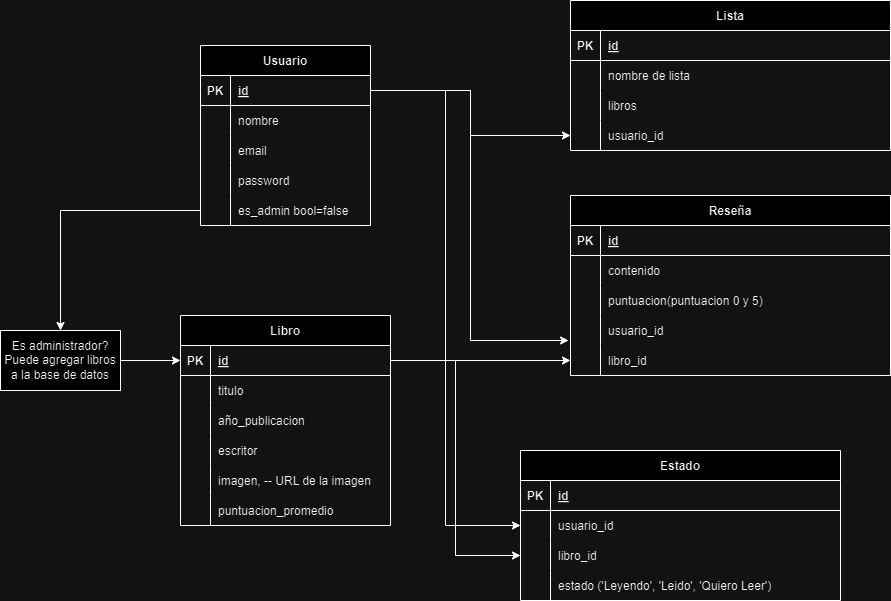 Lista
PK id
nombre de lista
libros
usuario_id
Usuario
PK id
nombre
email
password
es_admin bool=false
Reseña
PK id
contenido
puntuacion(puntuacion 0 y 5)
usuario_id
libro_id
Es administrador?
Puede agregar libros
a la base de datos
Libro
PK id
titulo
año_publicacion
escritor
imagen, -- URL de la imagen
puntuacion_promedio
Estado
PK id
usuario_id
libro_id
estado ('Leyendo', 'Leido', 'Quiero Leer')